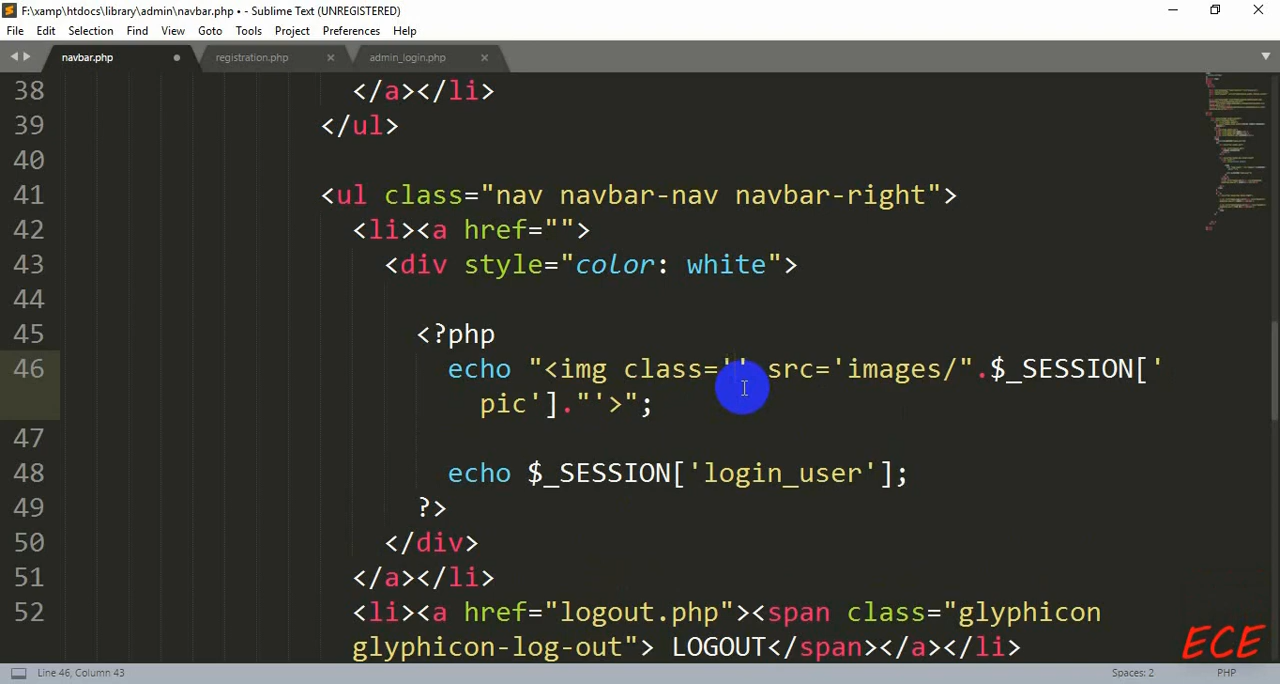 F:\xamp\htdocs\library\admin\navbar.php • - Sublime Text (UNREGISTERED)
File Edit Selection Find View Goto Tools Project Preferences Help
navbar.php registration.php admin_login.php
38 </a></li>
39 </ul>
40
41 <ul class="nav navbar-nav navbar-right">
42 <li><a href="">
43 <div style="color: white">
44
45 <?php
46 echo "<img class='' src='images/".$_SESSION['
pic']."'>";
47
48 echo $_SESSION['login_user'];
49 ?>
50 </div>
51 </a></li>
52 <li><a href="logout.php"><span class="glyphicon
glyphicon-log-out"> LOGOUT</span></a></li>
ECE
Line 46, Column 43 Spaces: 2 PHP